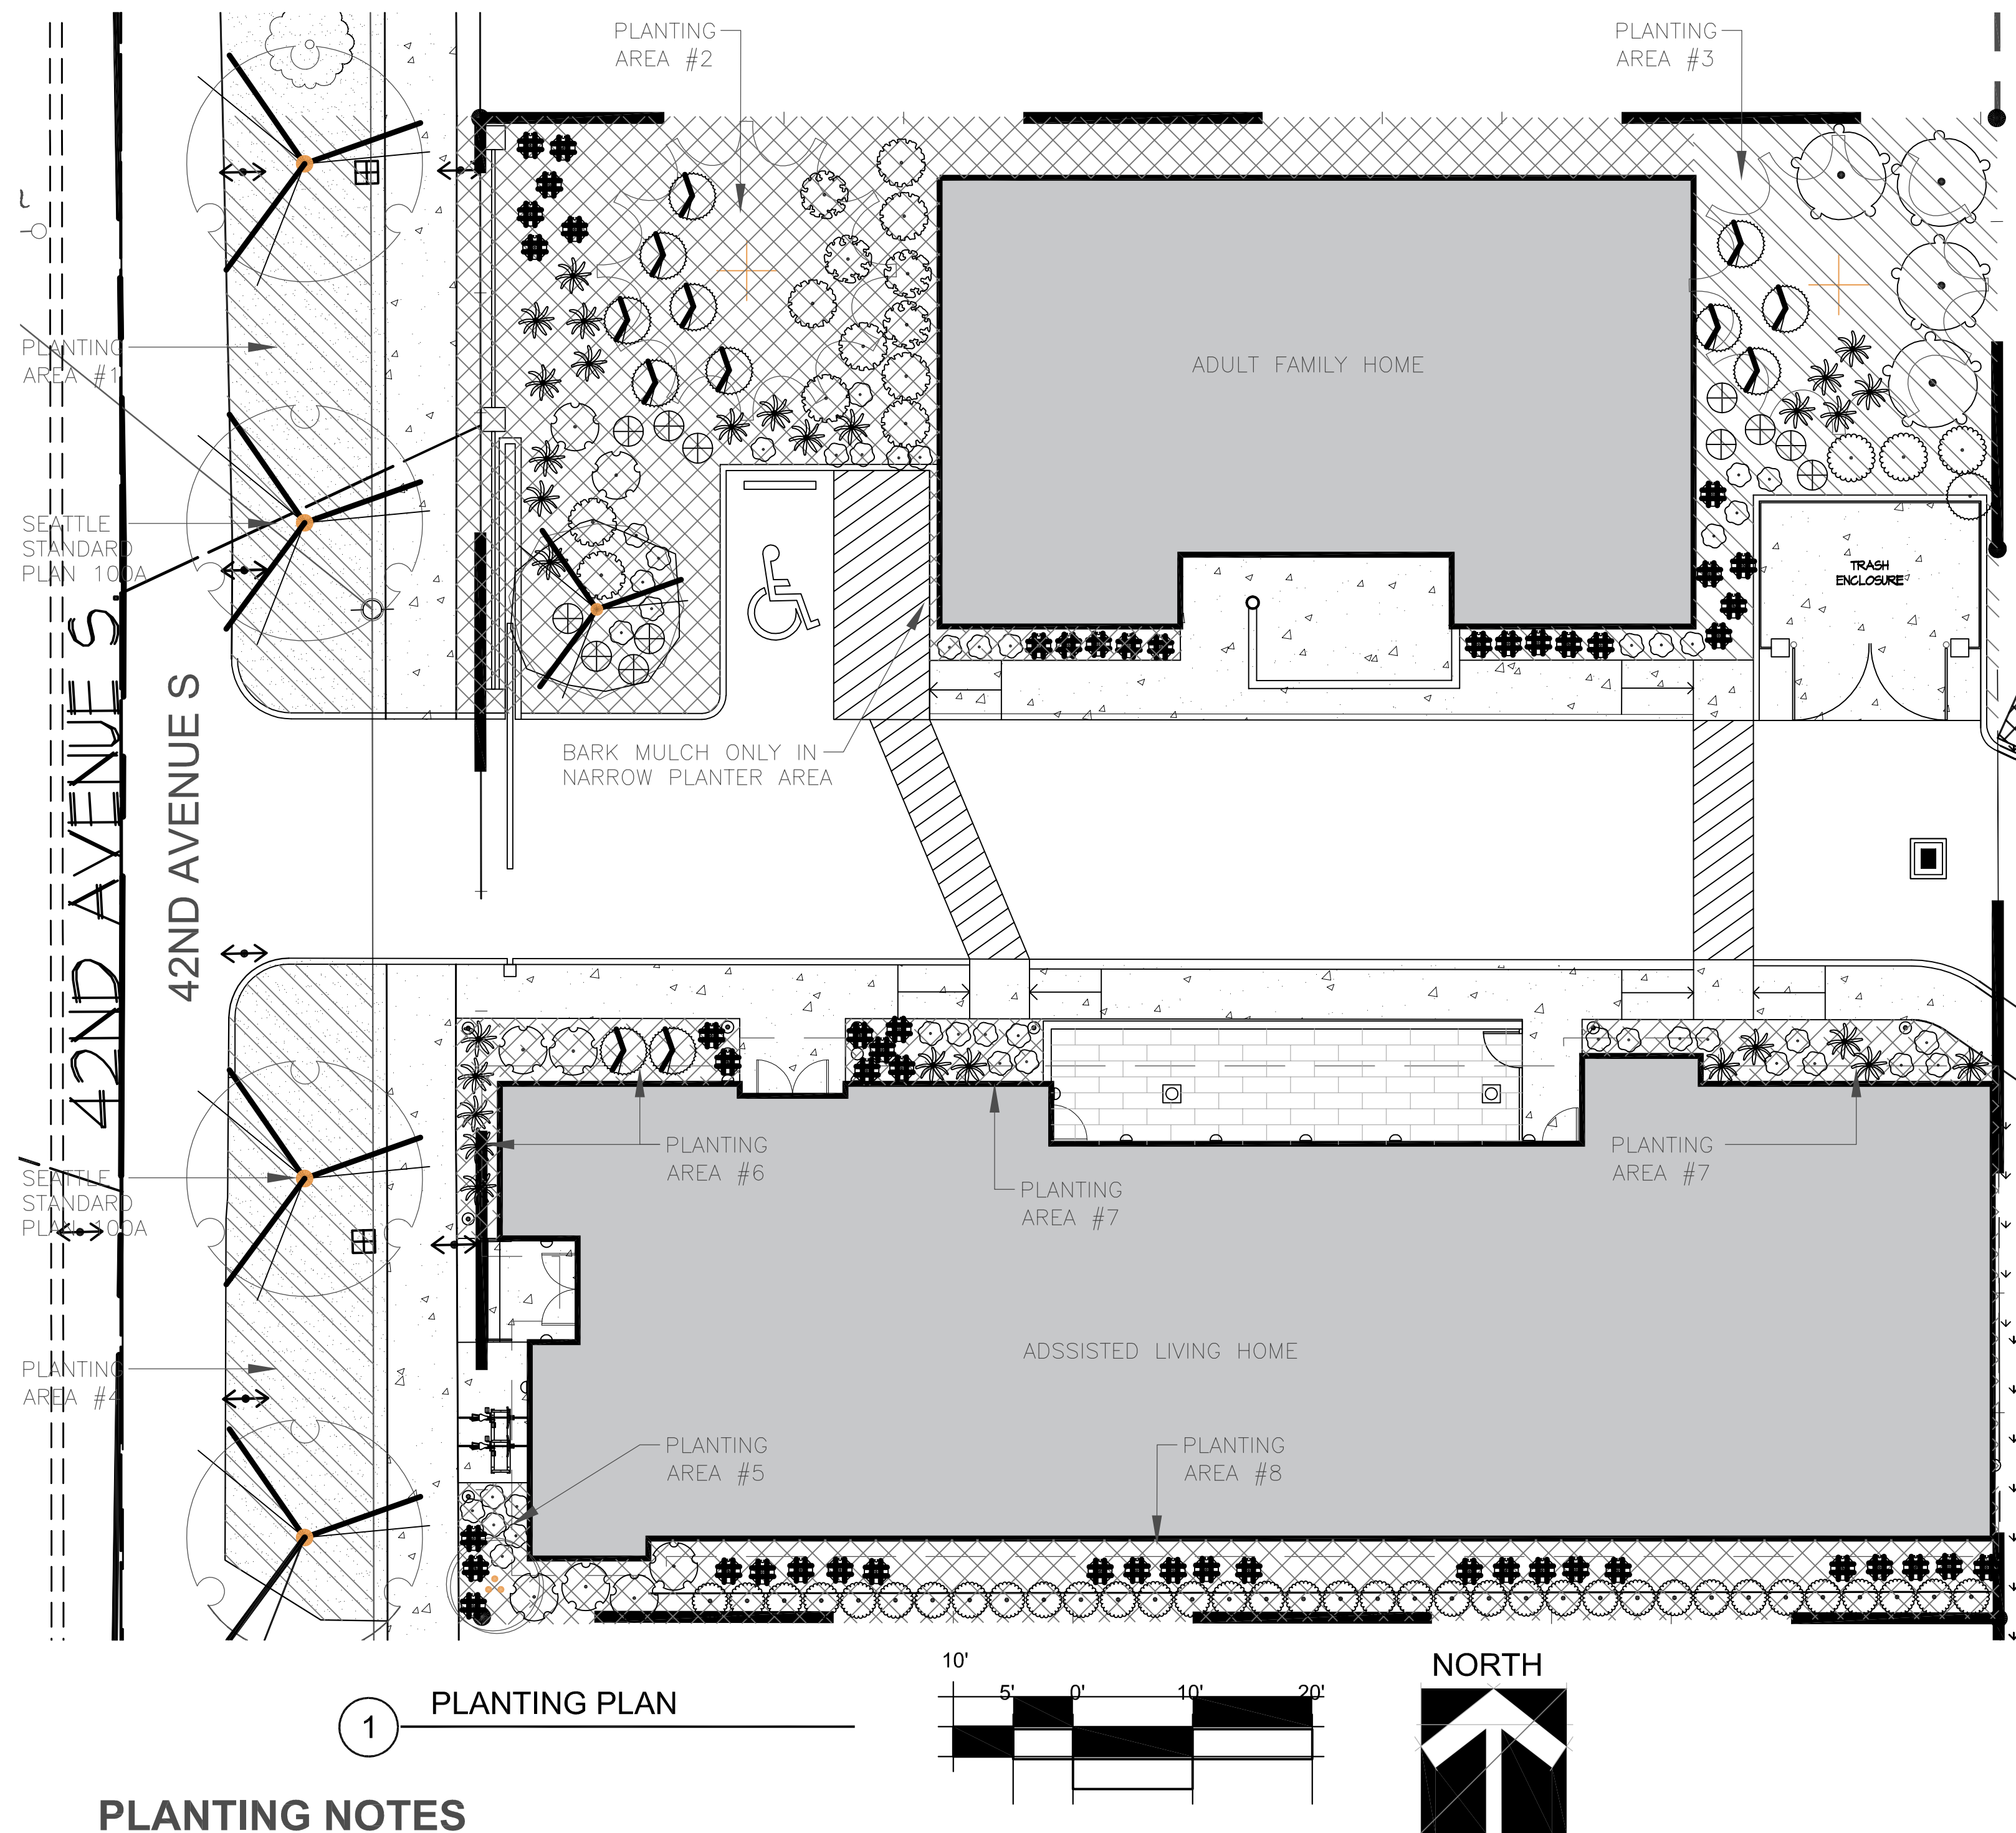 PLANTING
AREA #2
PLANTING
AREA #3
PLANTING
AREA #1
ADULT FAMILY HOME
SEATTLE
STANDARD
PLAN 100A
TRASH
ENCLOSURE
42ND AVENUE S.
42ND AVENUE S
BARK MULCH ONLY IN
NARROW PLANTER AREA
PLANTING
AREA #6
PLANTING
AREA #7
PLANTING
AREA #7
SEATTLE
STANDARD
PLAN 100A
PLANTING
AREA #4
ADSSISTED LIVING HOME
PLANTING
AREA #5
PLANTING
AREA #8
1
PLANTING PLAN
10'
5' 0' 10' 20'
NORTH
PLANTING NOTES